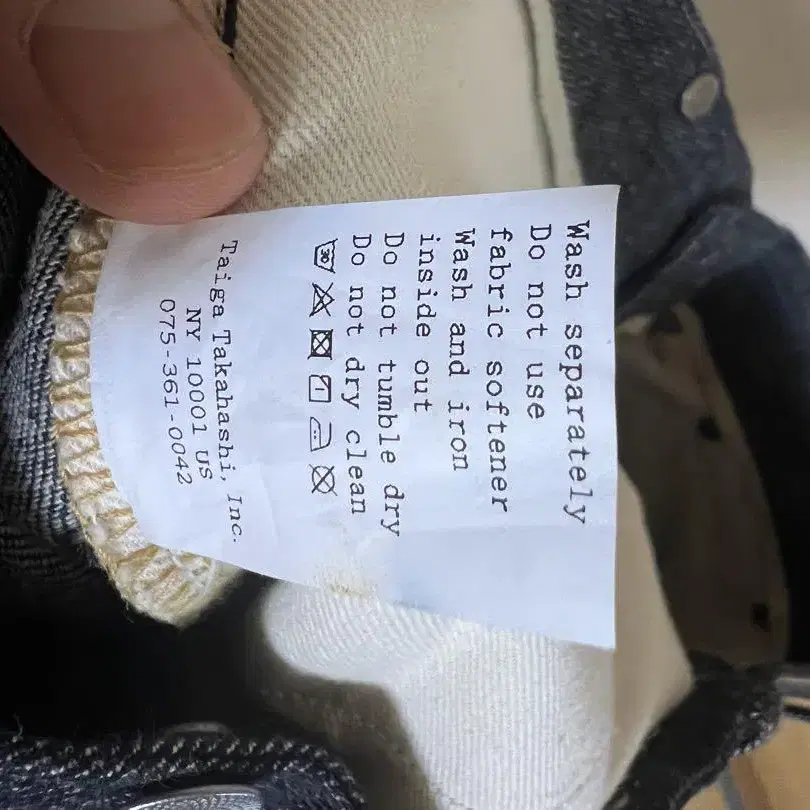 Wash separately
Do not use
fabric softener
Wash and iron
inside out
Do not tumble dry
Do not dry clean
30
Taiga Takahashi, Inc.
NY 10001 US
075-361-0042